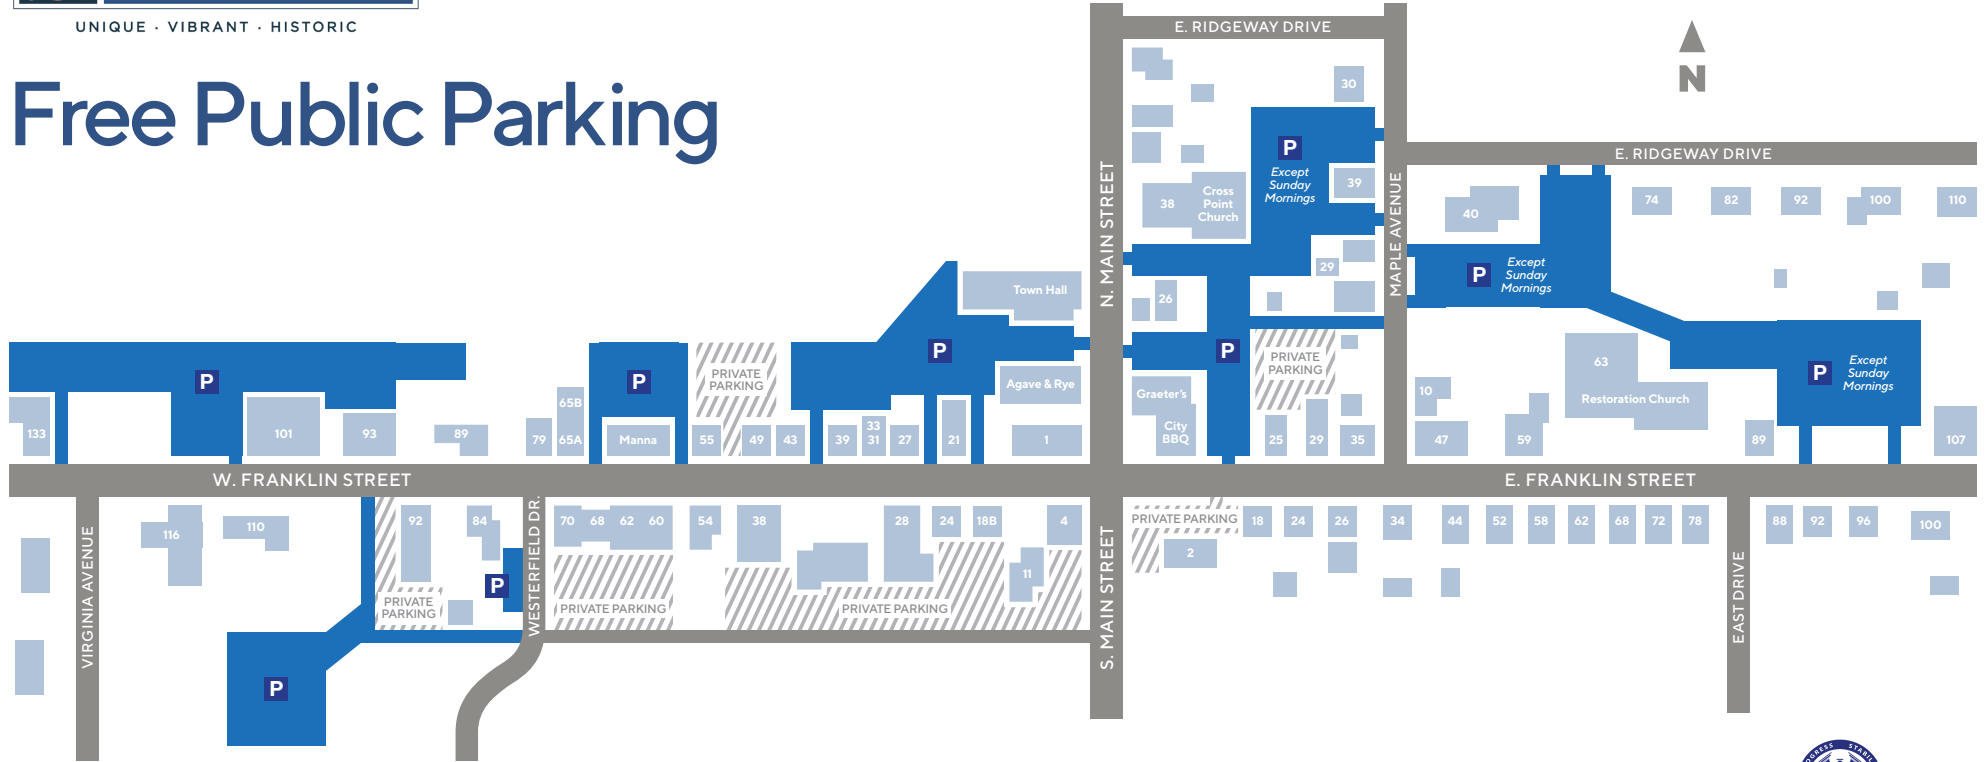 UNIQUE · VIBRANT · HISTORIC
Free Public Parking
E. RIDGEWAY DRIVE
N
E. RIDGEWAY DRIVE
N. MAIN STREET
MAPLE AVENUE
30
P
Except
Sunday
Mornings
39
38
Cross
Point
Church
29
26
40
74
82
92
100
110
P
Except
Sunday
Mornings
Town Hall
P
P
P
P
PRIVATE
PARKING
PRIVATE
PARKING
Agave & Rye
Graeter's
City
BBQ
63
Restoration Church
P
Except
Sunday
Mornings
10
133
101
93
89
79
65B
65A
Manna
55
49
43
39
33
31
27
21
1
25
29
35
47
59
89
107
W. FRANKLIN STREET
E. FRANKLIN STREET
VIRGINIA AVENUE
116
110
92
84
P
PRIVATE
PARKING
WESTERFIELD DR.
70
68
62
60
54
38
28
24
18B
4
11
PRIVATE PARKING
PRIVATE PARKING
S. MAIN STREET
PRIVATE PARKING
2
18
24
26
34
44
52
58
62
68
72
78
EAST DRIVE
88
92
96
100
P